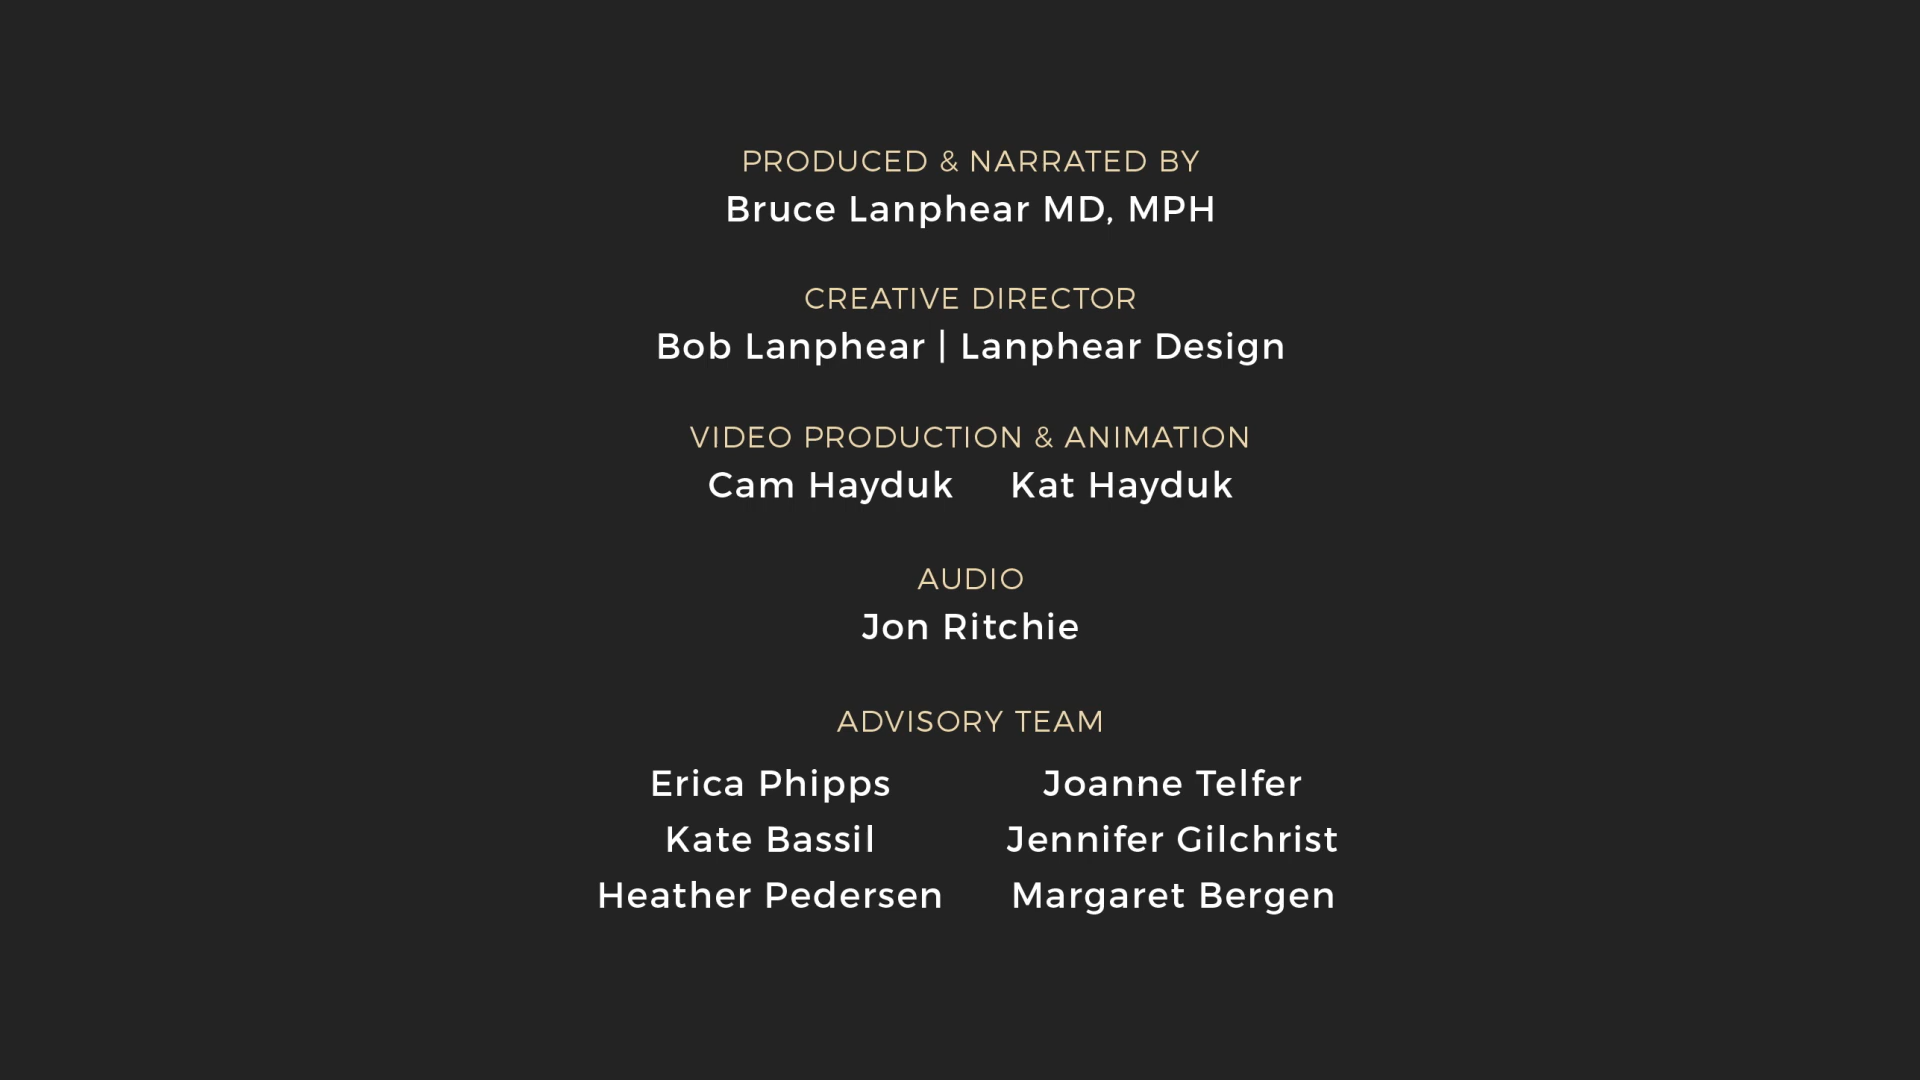 PRODUCED & NARRATED BY
Bruce Lanphear MD, MPH
CREATIVE DIRECTOR
Bob Lanphear | Lanphear Design
VIDEO PRODUCTION & ANIMATION
Cam Hayduk Kat Hayduk
AUDIO
Jon Ritchie
ADVISORY TEAM
Erica Phipps Joanne Telfer
Kate Bassil Jennifer Gilchrist
Heather Pedersen Margaret Bergen